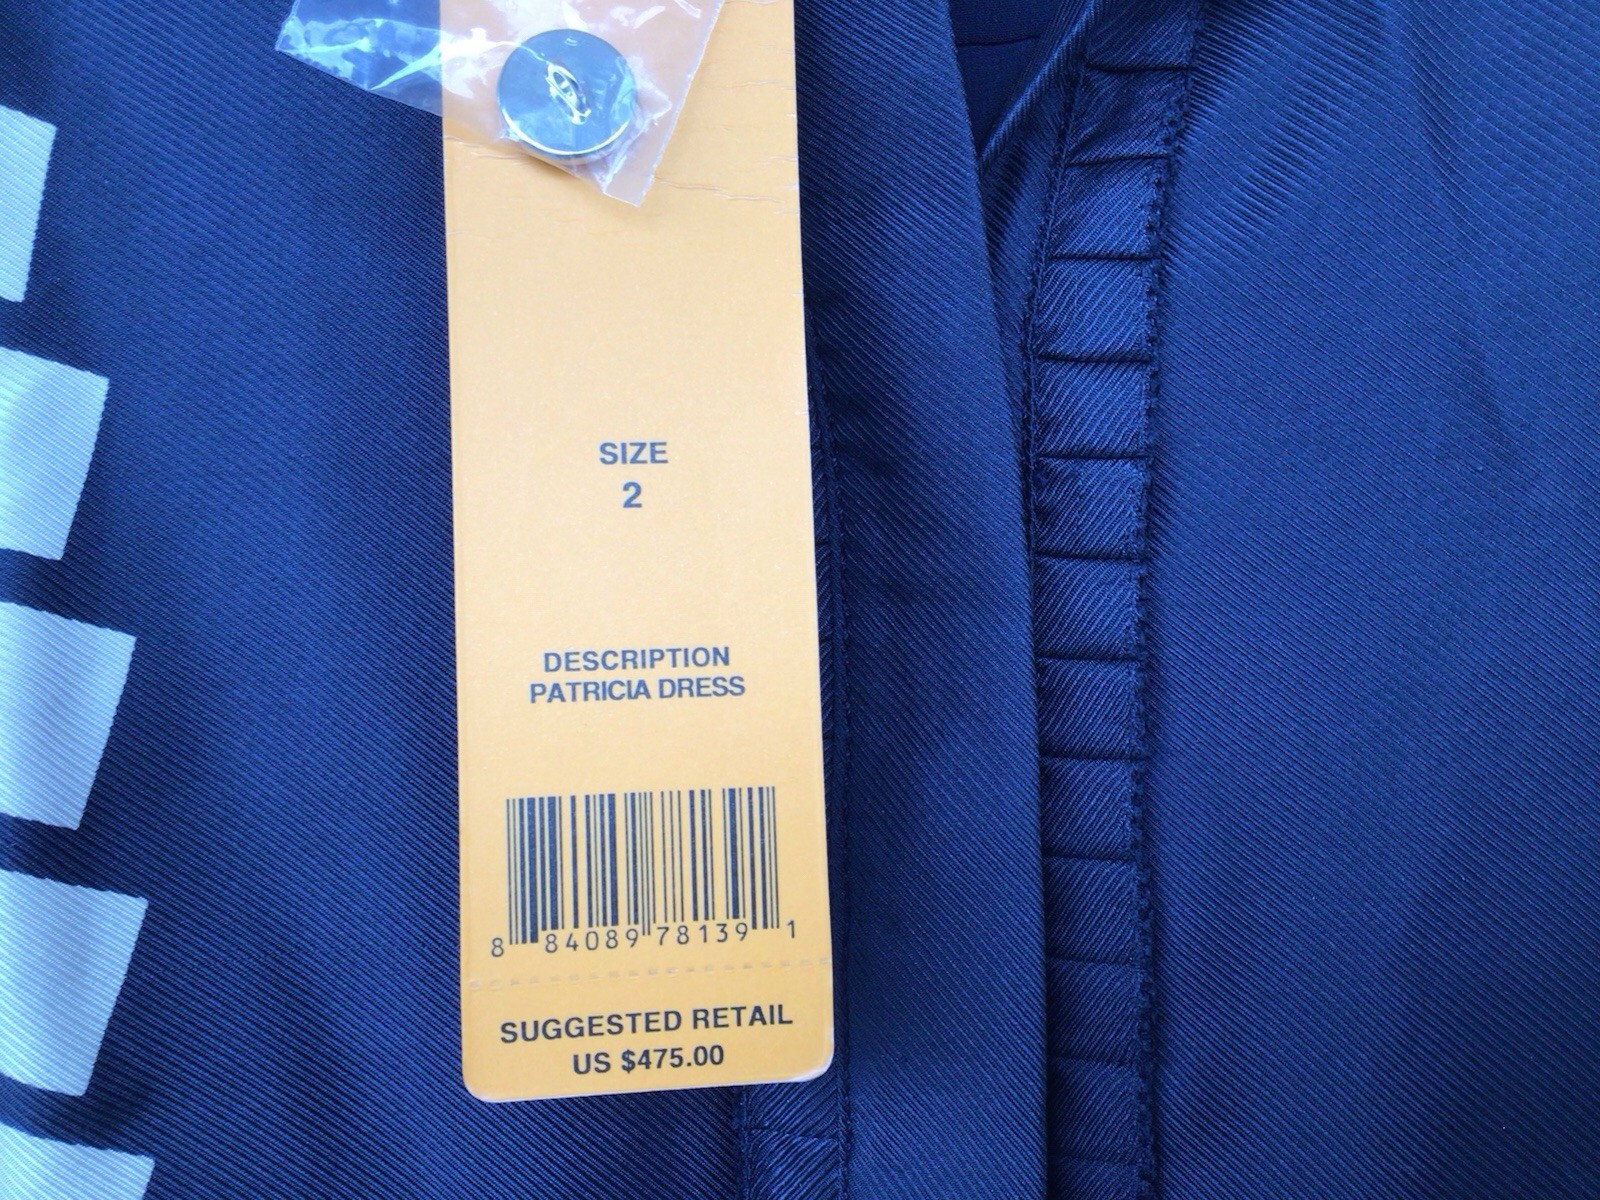 SIZE
2
DESCRIPTION
PATRICIA DRESS
8 84089 78139 1
SUGGESTED RETAIL
US $475.00